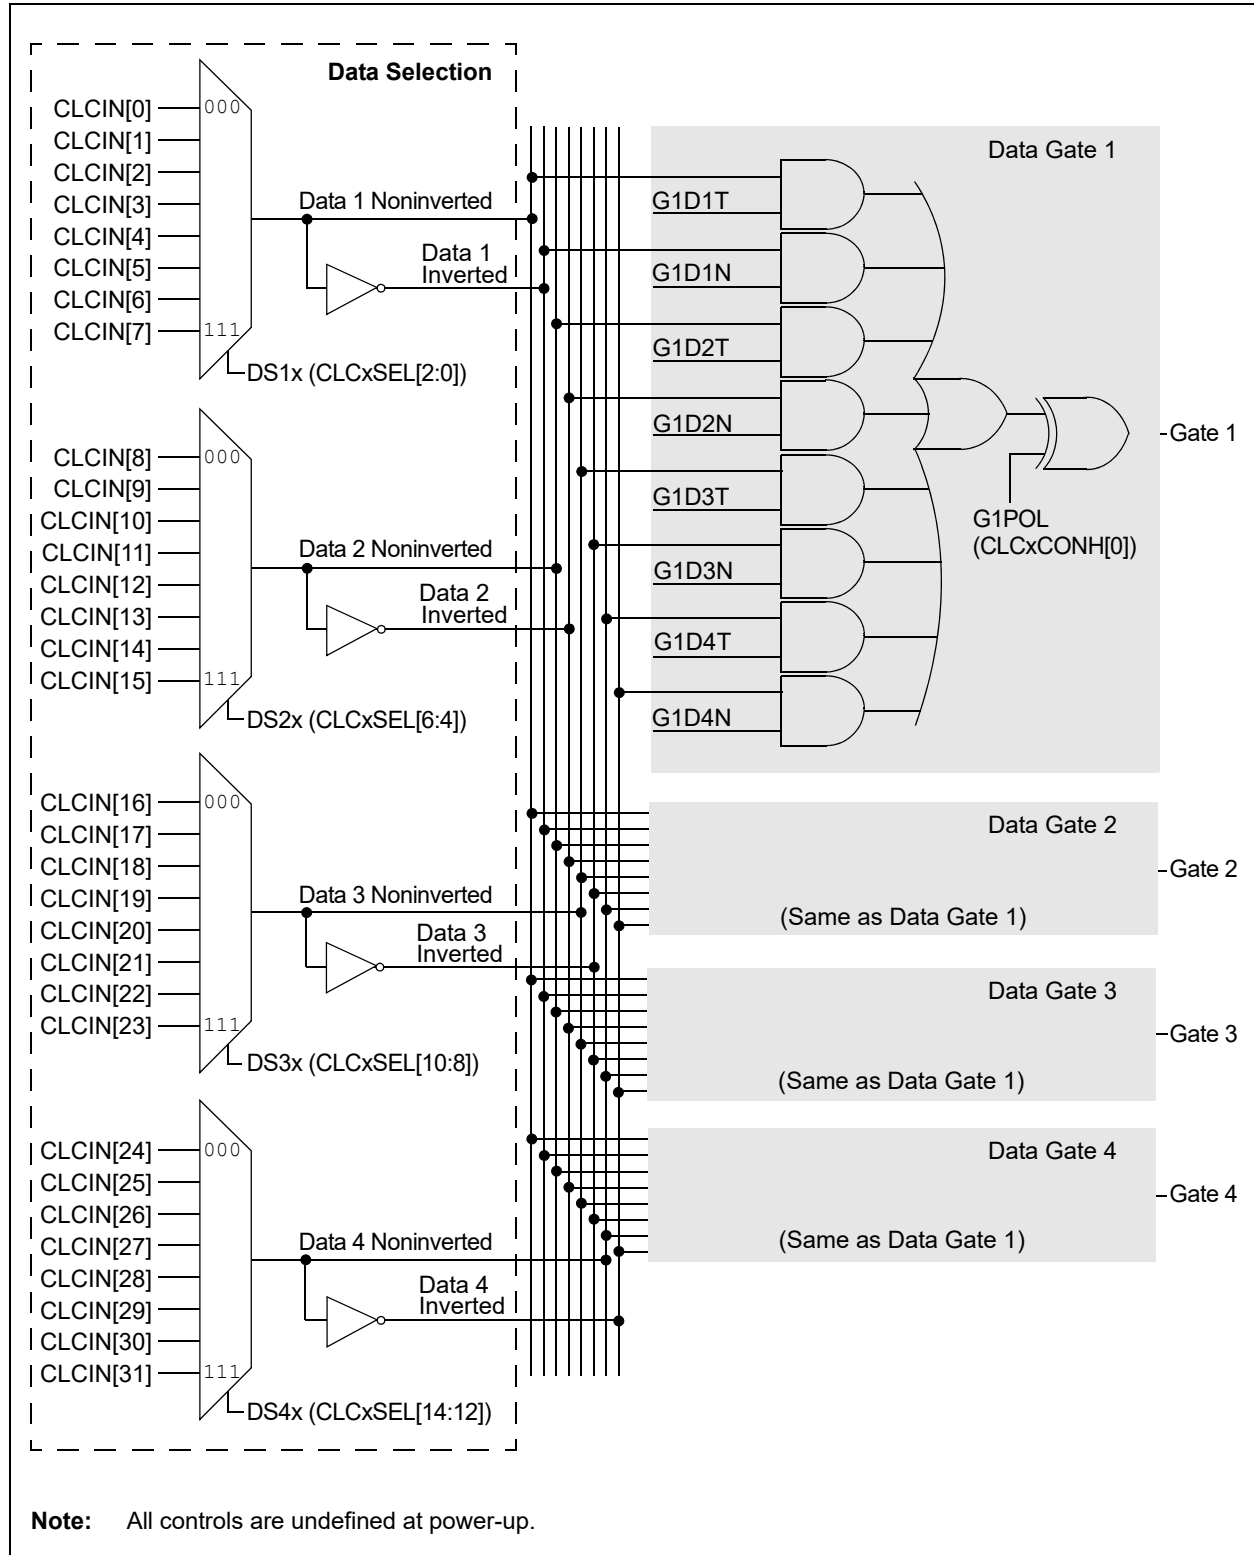 Data Selection
CLCIN[0]
CLCIN[1]
CLCIN[2]
CLCIN[3]
CLCIN[4]
CLCIN[5]
CLCIN[6]
CLCIN[7]
000
111
Data 1 Noninverted
Data 1
Inverted
DS1x (CLCxSEL[2:0])
CLCIN[8]
CLCIN[9]
CLCIN[10]
CLCIN[11]
CLCIN[12]
CLCIN[13]
CLCIN[14]
CLCIN[15]
000
111
Data 2 Noninverted
Data 2
Inverted
DS2x (CLCxSEL[6:4])
CLCIN[16]
CLCIN[17]
CLCIN[18]
CLCIN[19]
CLCIN[20]
CLCIN[21]
CLCIN[22]
CLCIN[23]
000
111
Data 3 Noninverted
Data 3
Inverted
DS3x (CLCxSEL[10:8])
CLCIN[24]
CLCIN[25]
CLCIN[26]
CLCIN[27]
CLCIN[28]
CLCIN[29]
CLCIN[30]
CLCIN[31]
000
111
Data 4 Noninverted
Data 4
Inverted
DS4x (CLCxSEL[14:12])
Data Gate 1
G1D1T
G1D1N
G1D2T
G1D2N
G1D3T
G1D3N
G1D4T
G1D4N
G1POL
(CLCxCONH[0])
Gate 1
Data Gate 2
(Same as Data Gate 1)
Gate 2
Data Gate 3
(Same as Data Gate 1)
Gate 3
Data Gate 4
(Same as Data Gate 1)
Gate 4
Note: All controls are undefined at power-up.